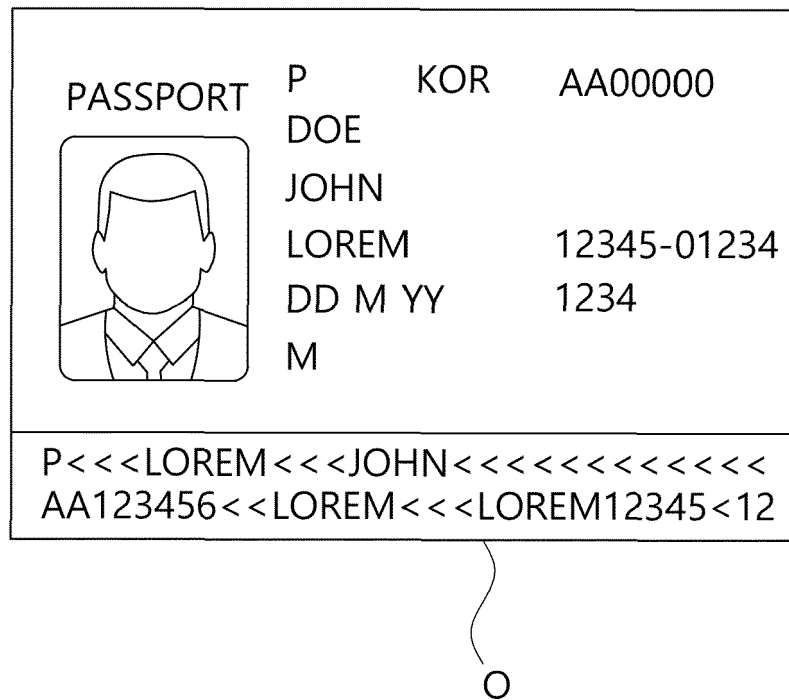 PASSPORT
P KOR AA00000
DOE
JOHN
LOREM 12345-01234
DD M YY 1234
M
P<<<LOREM<<<JOHN<<<<<<<<<<<<
AA123456<<LOREM<<<LOREM12345<12
O